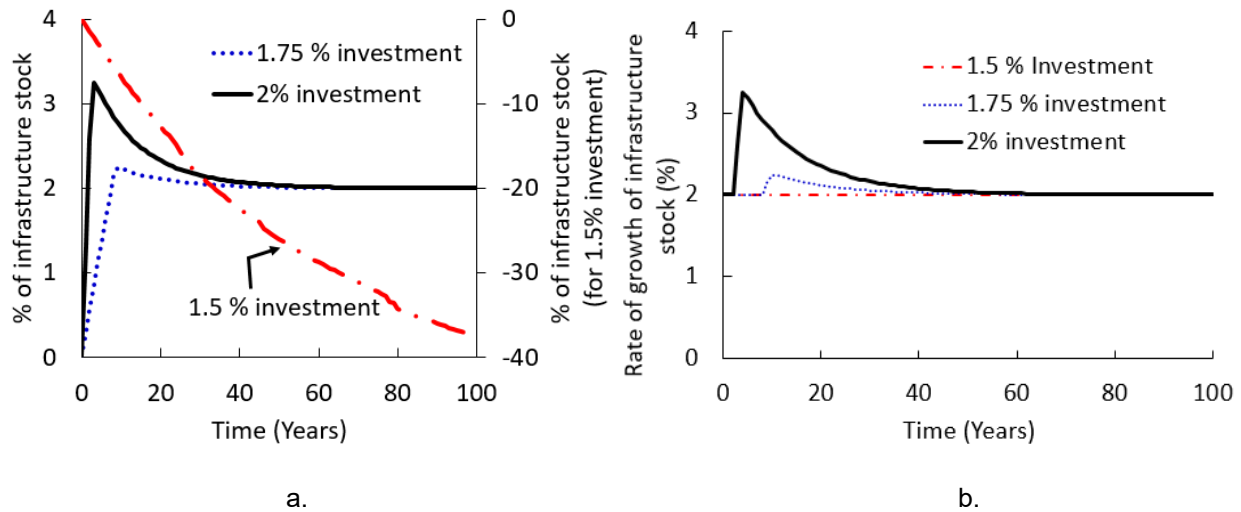 % of infrastructure stock
4
3
2
1
0
0
20
40
60
80
100
Time (Years)
1.75 % investment
2% investment
1.5 % investment
0
-10
-20
-30
-40
% of infrastructure stock
(for 1.5% investment)
a.
Rate of growth of infrastructure
stock (%)
4
3
2
1
0
0
20
40
60
80
100
Time (Years)
1.5 % Investment
1.75 % investment
2% investment
b.